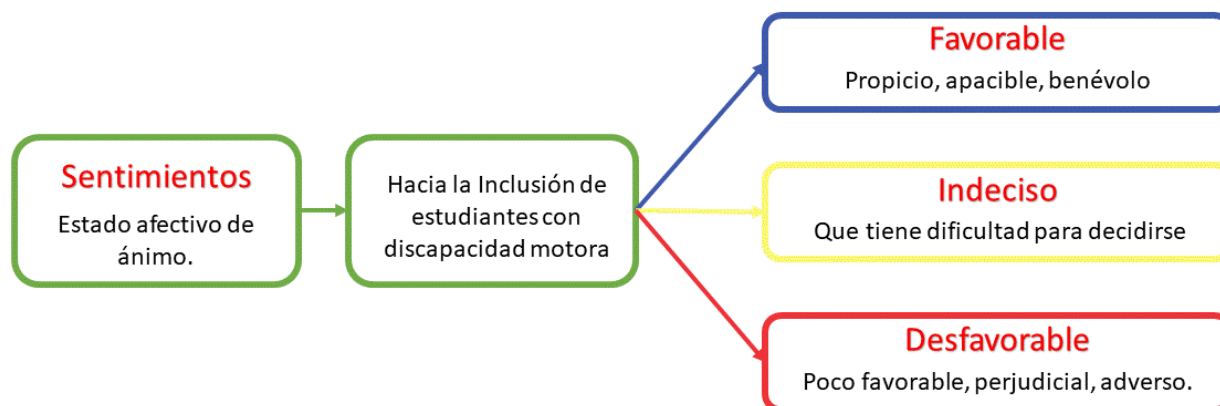 Sentimientos
Estado afectivo de
ánimo.
Hacia la Inclusión de
estudiantes con
discapacidad motora
Favorable
Propicio, apacible, benévolo
Indeciso
Que tiene dificultad para decidirse
Desfavorable
Poco favorable, perjudicial, adverso.